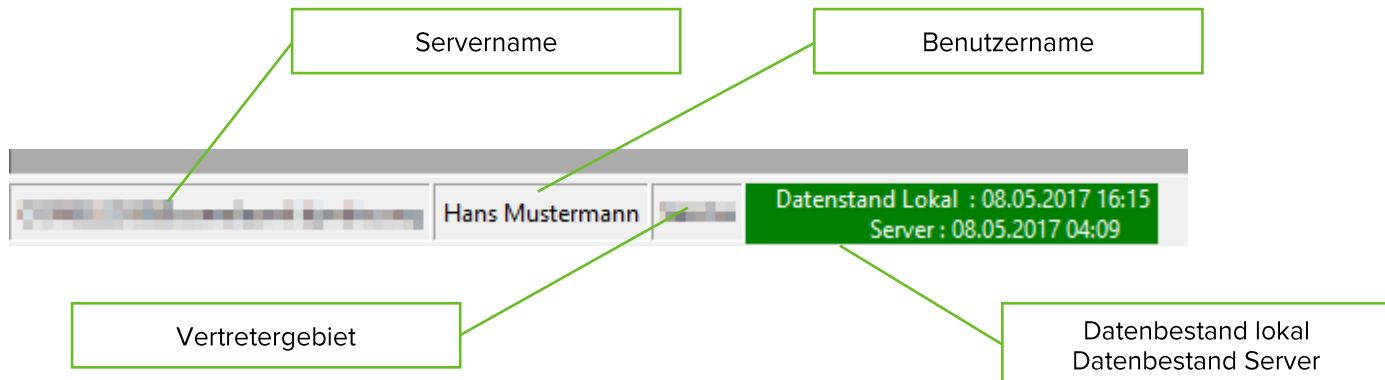 Servername
Benutzername
Hans Mustermann
Datenstand Lokal : 08.05.2017 16:15
Server : 08.05.2017 04:09
Vertretergebiet
Datenbestand lokal
Datenbestand Server